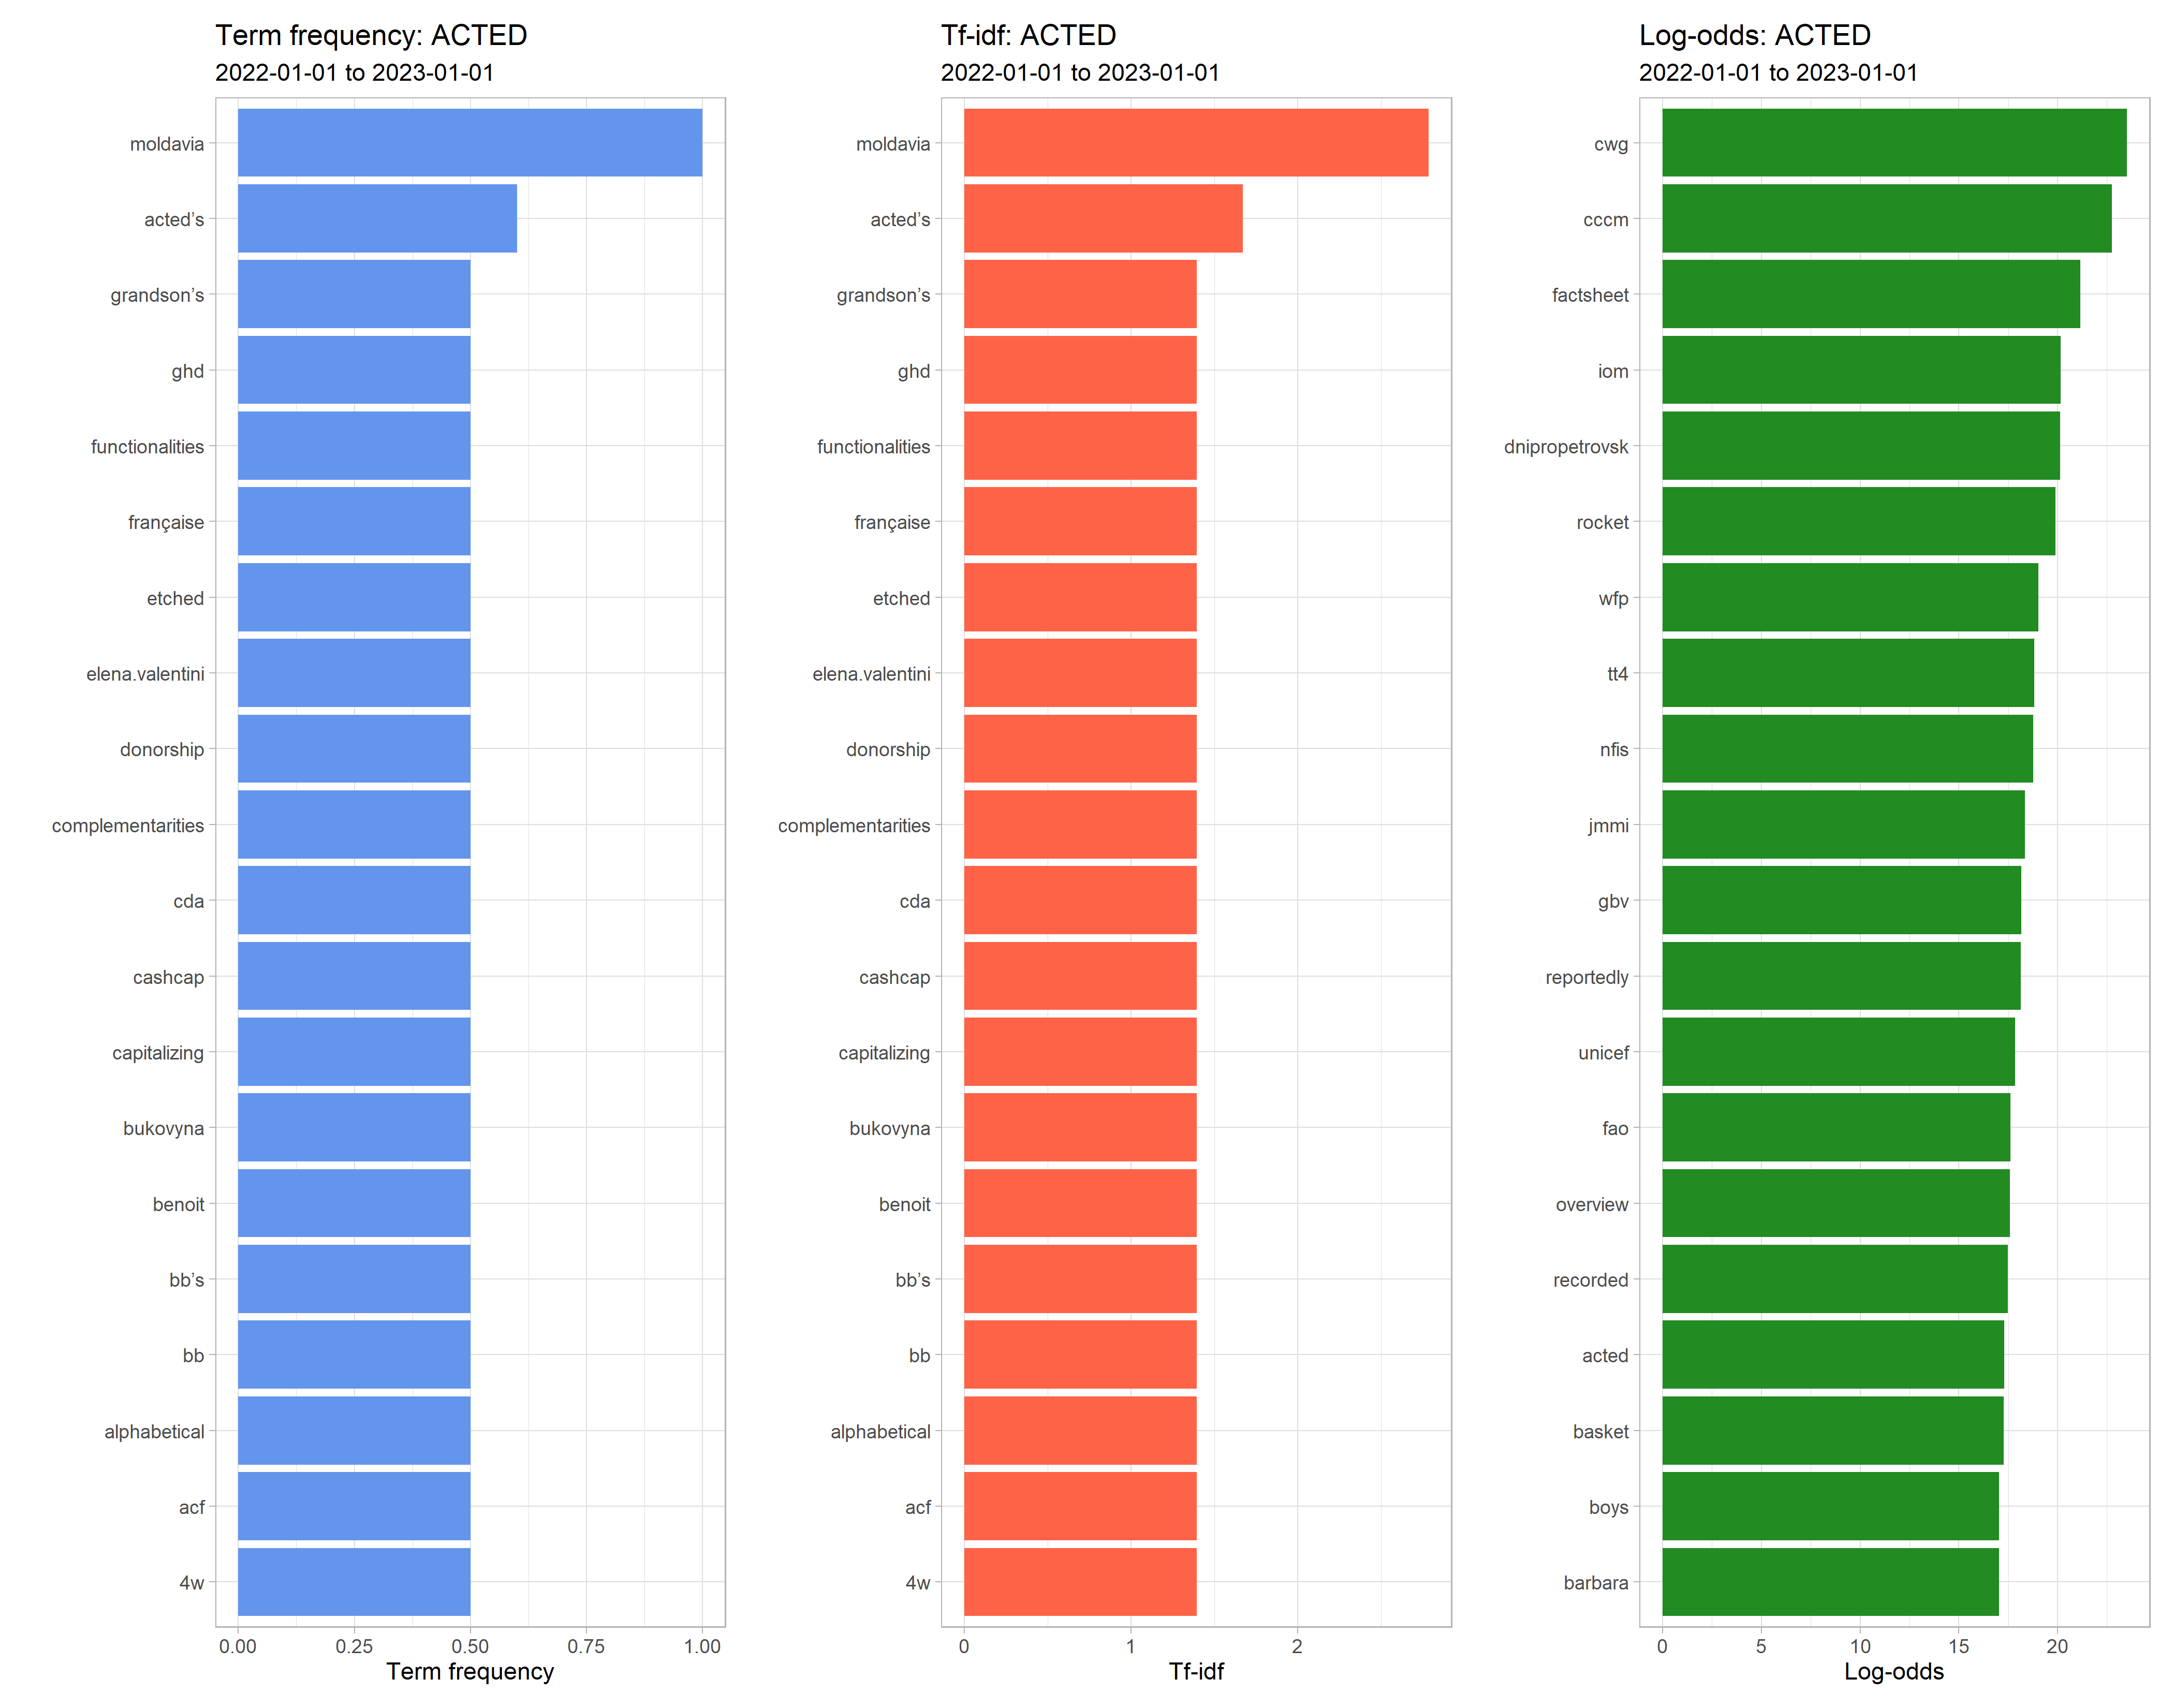 Term frequency: ACTED
2022-01-01 to 2023-01-01
moldavia
acted’s
grandson’s
ghd
functionalities
française
etched
elena.valentini
donorship
complementarities
cda
cashcap
capitalizing
bukovyna
benoit
bb’s
bb
alphabetical
acf
4w
0.00 0.25 0.50 0.75 1.00
Term frequency
Tf-idf: ACTED
2022-01-01 to 2023-01-01
moldavia
acted’s
grandson’s
ghd
functionalities
française
etched
elena.valentini
donorship
complementarities
cda
cashcap
capitalizing
bukovyna
benoit
bb’s
bb
alphabetical
acf
4w
0 1 2
Tf-idf
Log-odds: ACTED
2022-01-01 to 2023-01-01
cwg
cccm
factsheet
iom
dnipropetrovsk
rocket
wfp
tt4
nfis
jmmi
gbv
reportedly
unicef
fao
overview
recorded
acted
basket
boys
barbara
0 5 10 15 20
Log-odds